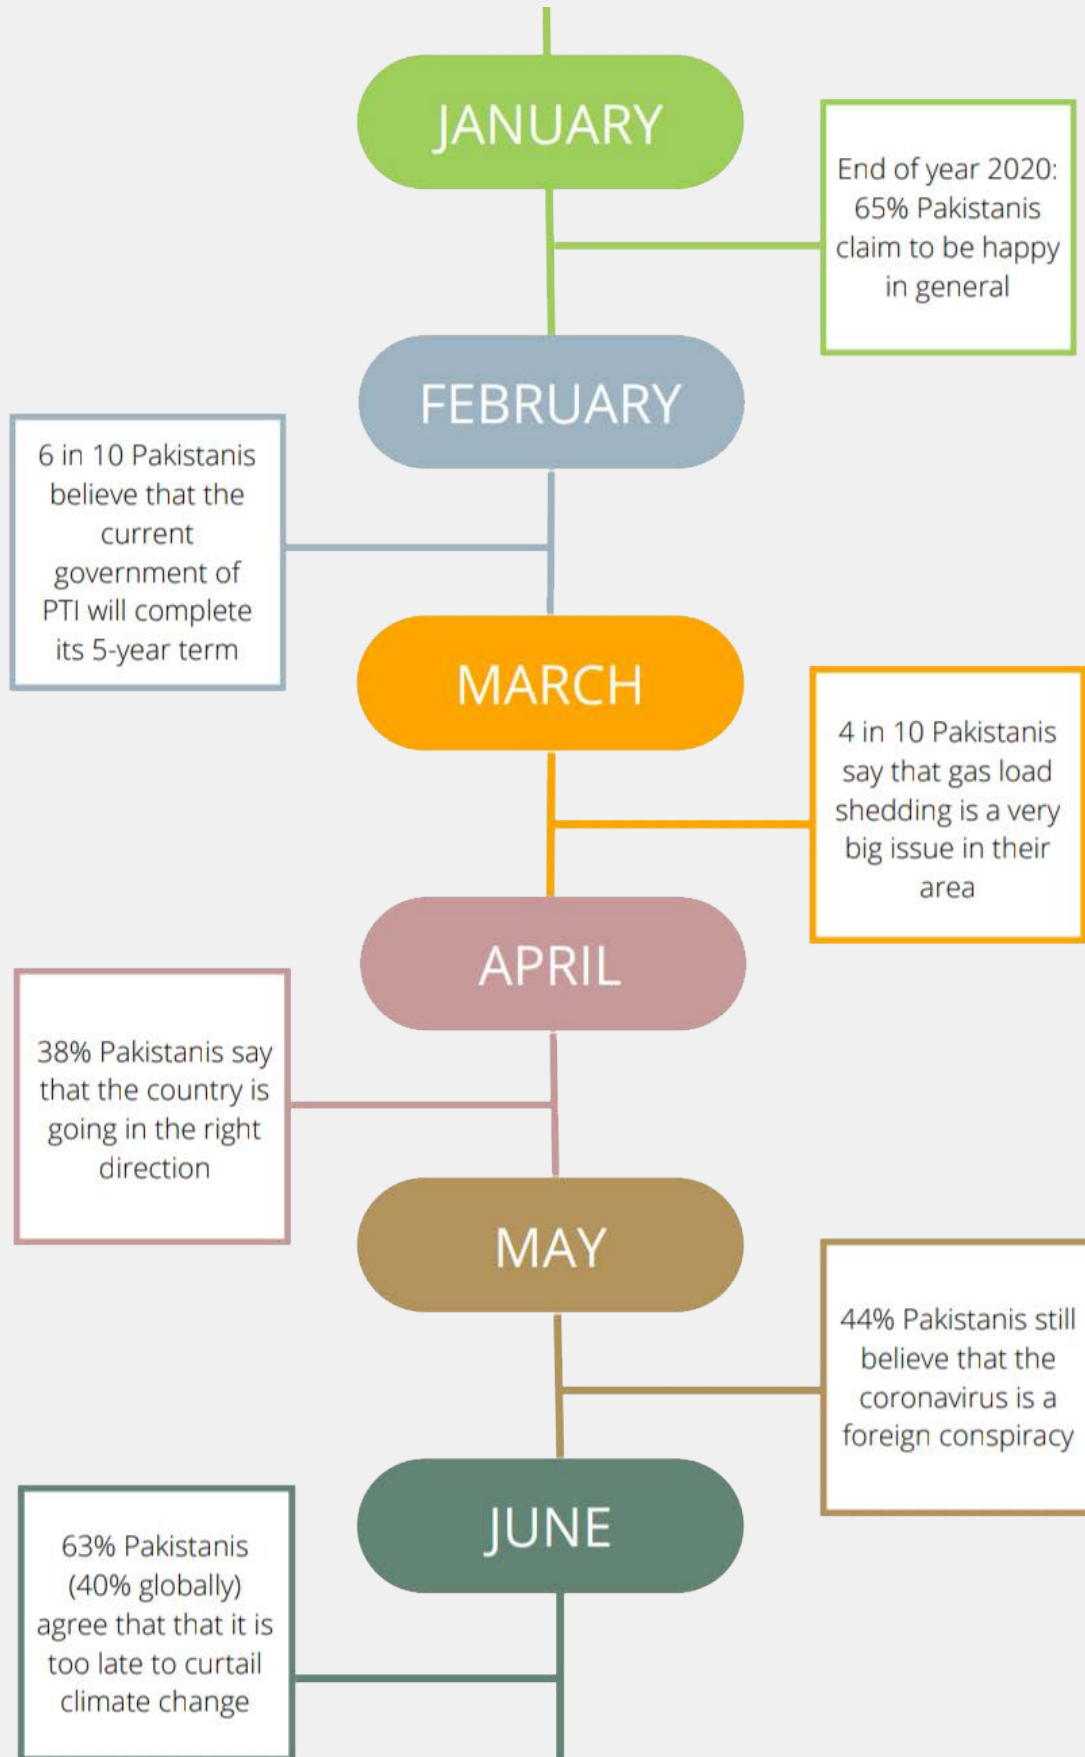 JANUARY
End of year 2020:
65% Pakistanis
claim to be happy
in general
FEBRUARY
6 in 10 Pakistanis
believe that the
current
government of
PTI will complete
its 5-year term
MARCH
4 in 10 Pakistanis
say that gas load
shedding is a very
big issue in their
area
APRIL
38% Pakistanis say
that the country is
going in the right
direction
MAY
44% Pakistanis still
believe that the
coronavirus is a
foreign conspiracy
JUNE
63% Pakistanis
(40% globally)
agree that that it is
too late to curtail
climate change